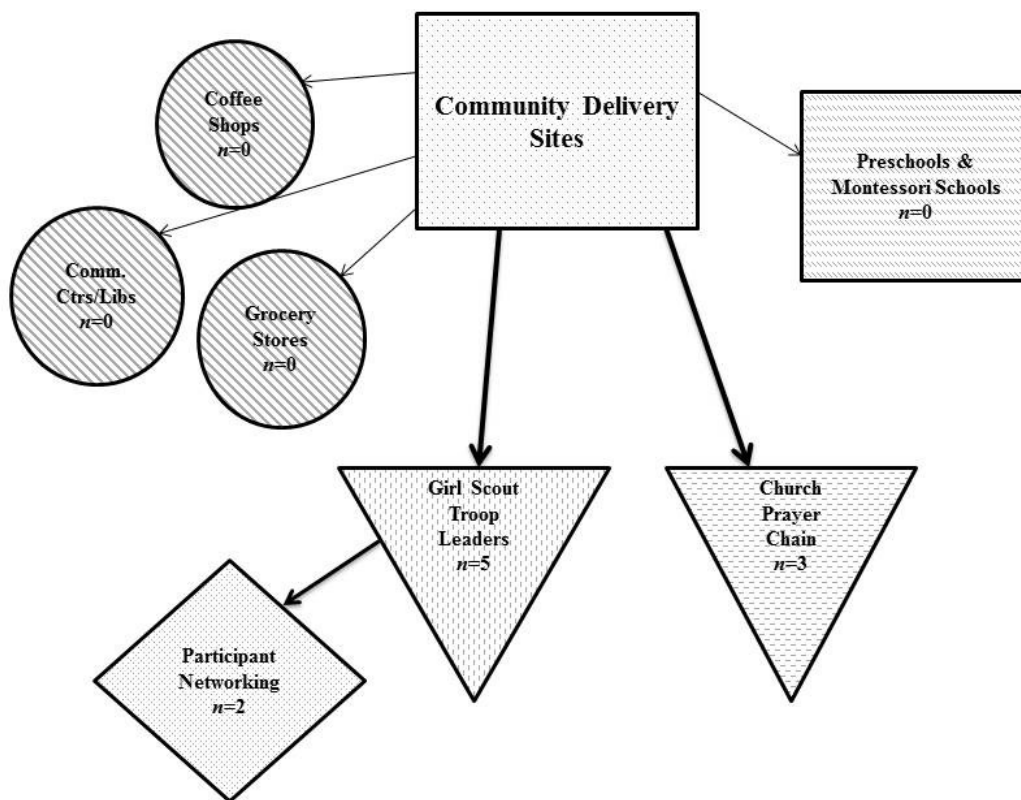 Community Delivery
Sites
Coffee
Shops
n=0
Preschools &
Montessori Schools
n=0
Comm.
Ctrs/Libs
n=0
Grocery
Stores
n=0
Girl Scout
Troop
Leaders
n=5
Church
Prayer
Chain
n=3
Participant
Networking
n=2